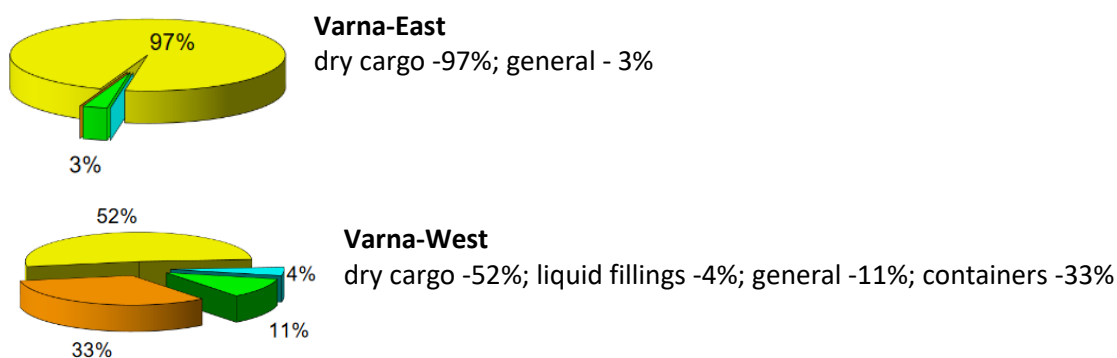 97%
3%
Varna-East
dry cargo -97%; general - 3%
52%
4%
11%
33%
Varna-West
dry cargo -52%; liquid fillings -4%; general -11%; containers -33%